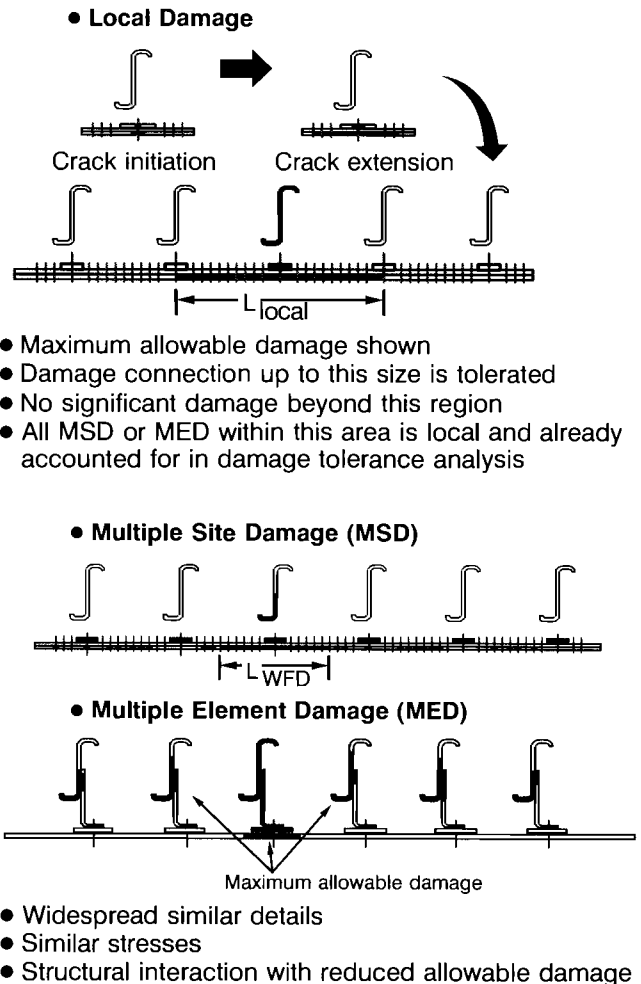 ● Local Damage
Crack initiation
Crack extension
L local
● Maximum allowable damage shown
● Damage connection up to this size is tolerated
● No significant damage beyond this region
● All MSD or MED within this area is local and already
accounted for in damage tolerance analysis
● Multiple Site Damage (MSD)
L WFD
● Multiple Element Damage (MED)
Maximum allowable damage
● Widespread similar details
● Similar stresses
● Structural interaction with reduced allowable damage